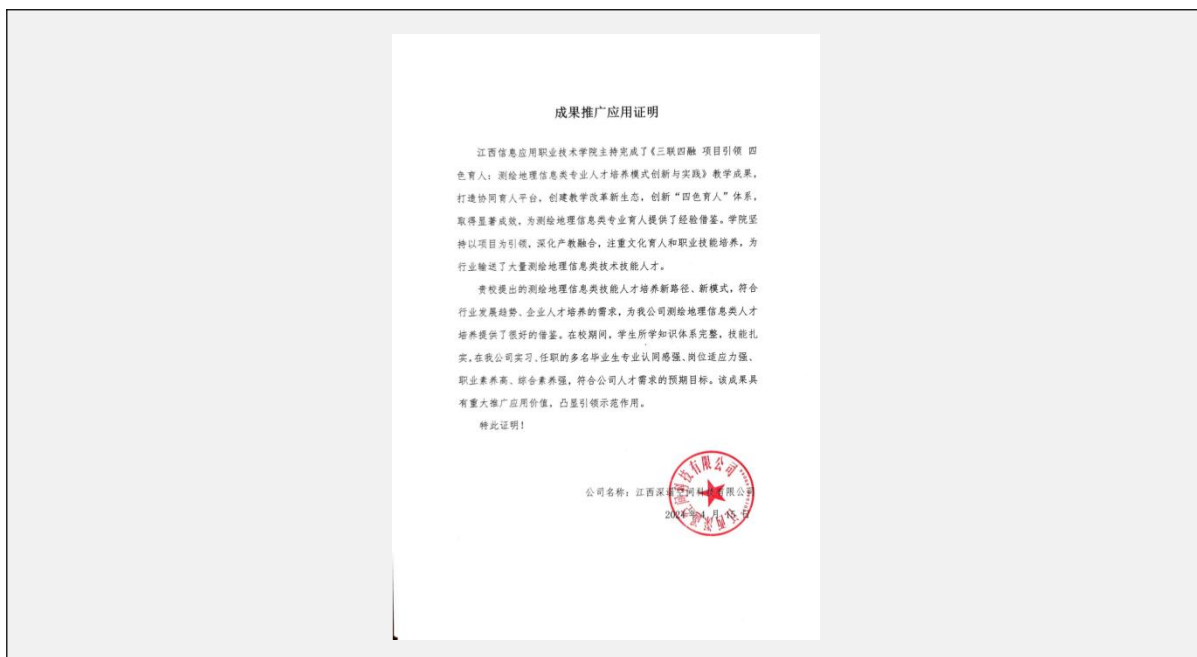 成果推广应用证明
江西信息应用职业技术学院主持完成了《三联四融 项目引领 四
色育人：测绘地理信息类专业人才培养模式创新与实践》教学成果，
打造协同育人平台，创建教学改革新生态，创新“四色育人”体系，
取得显著成效，为测绘地理信息类专业育人提供了经验借鉴。学院坚
持以项目为引领，深化产教融合，注重文化育人和职业技能培养，为
行业输送了大量测绘地理信息类技术技能人才。
贵校提出的测绘地理信息类技能人才培养新路径、新模式，符合
行业发展趋势、企业人才培养的需求，为我公司测绘地理信息类人才
培养提供了很好的借鉴。在校期间，学生所学知识体系完整，技能扎
实，在我公司实习、任职的多名毕业生专业认同感强、岗位适应力强、
职业素养高、综合素养强，符合公司人才需求的预期目标。该成果具
有重大推广应用价值，凸显引领示范作用。
特此证明！
公司名称：江西深 空间科技有限公司
2024年4月 日